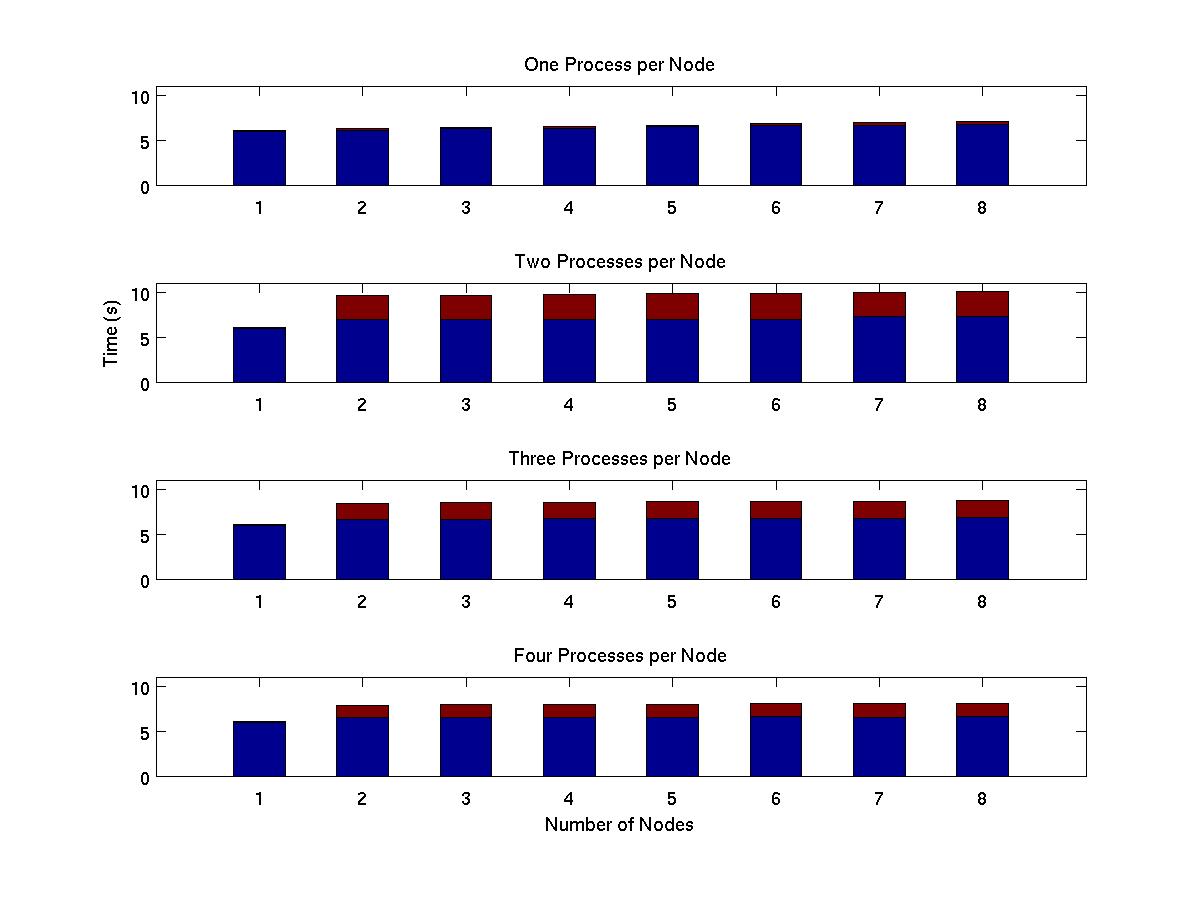 One Process per Node
10
5
0
1 2 3 4 5 6 7 8
Two Processes per Node
10
5
0
1 2 3 4 5 6 7 8
Time (s)
Three Processes per Node
10
5
0
1 2 3 4 5 6 7 8
Four Processes per Node
10
5
0
1 2 3 4 5 6 7 8
Number of Nodes